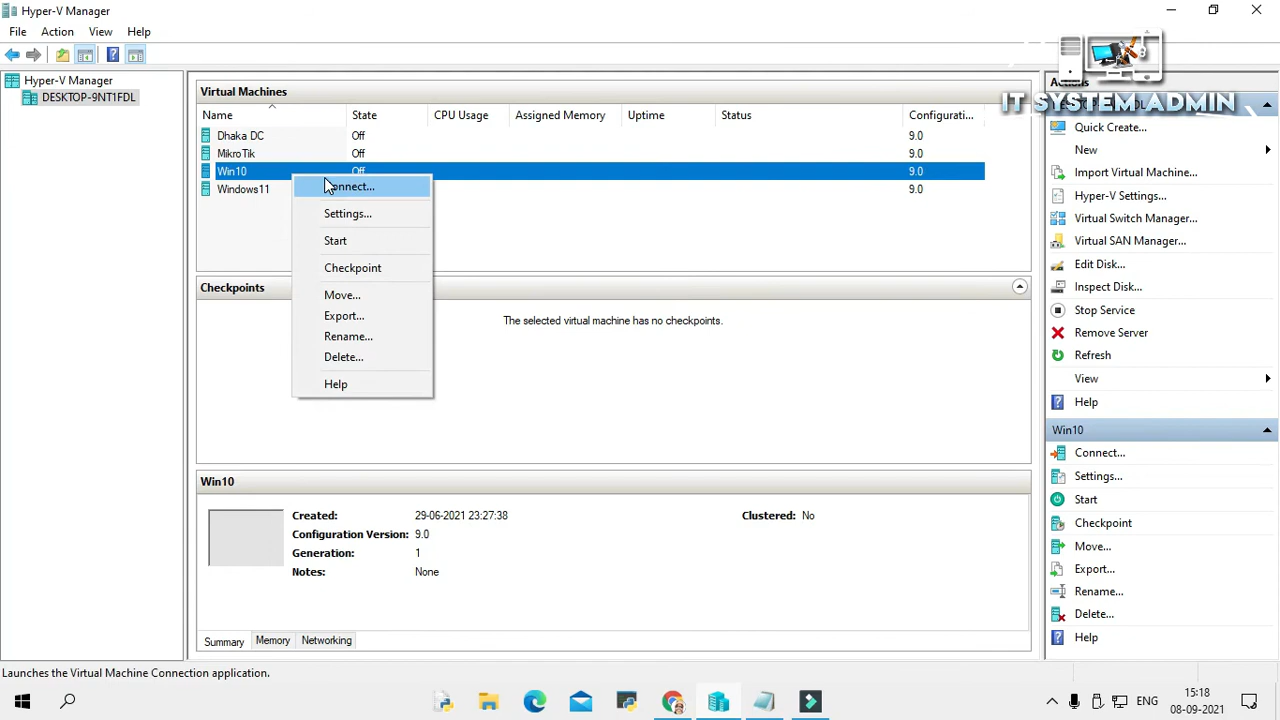 Hyper-V Manager
File Action View Help
Hyper-V Manager
DESKTOP-9NT1FDL
Virtual Machines
Name State CPU Usage Assigned Memory Uptime Status Configurati...
Dhaka DC Off 9.0
MikroTik Off 9.0
Win10 Off 9.0
Windows11 9.0
Connect...
Settings...
Start
Checkpoint
Move...
Export...
Rename...
Delete...
Help
Checkpoints
The selected virtual machine has no checkpoints.
Win10
Created: 29-06-2021 23:27:38 Clustered: No
Configuration Version: 9.0
Generation: 1
Notes: None
Summary Memory Networking
Actions
IT SYSTEM ADMIN
Quick Create...
New
Import Virtual Machine...
Hyper-V Settings...
Virtual Switch Manager...
Virtual SAN Manager...
Edit Disk...
Inspect Disk...
Stop Service
Remove Server
Refresh
View
Help
Win10
Connect...
Settings...
Start
Checkpoint
Move...
Export...
Rename...
Delete...
Help
Launches the Virtual Machine Connection application.
ENG
15:18
08-09-2021